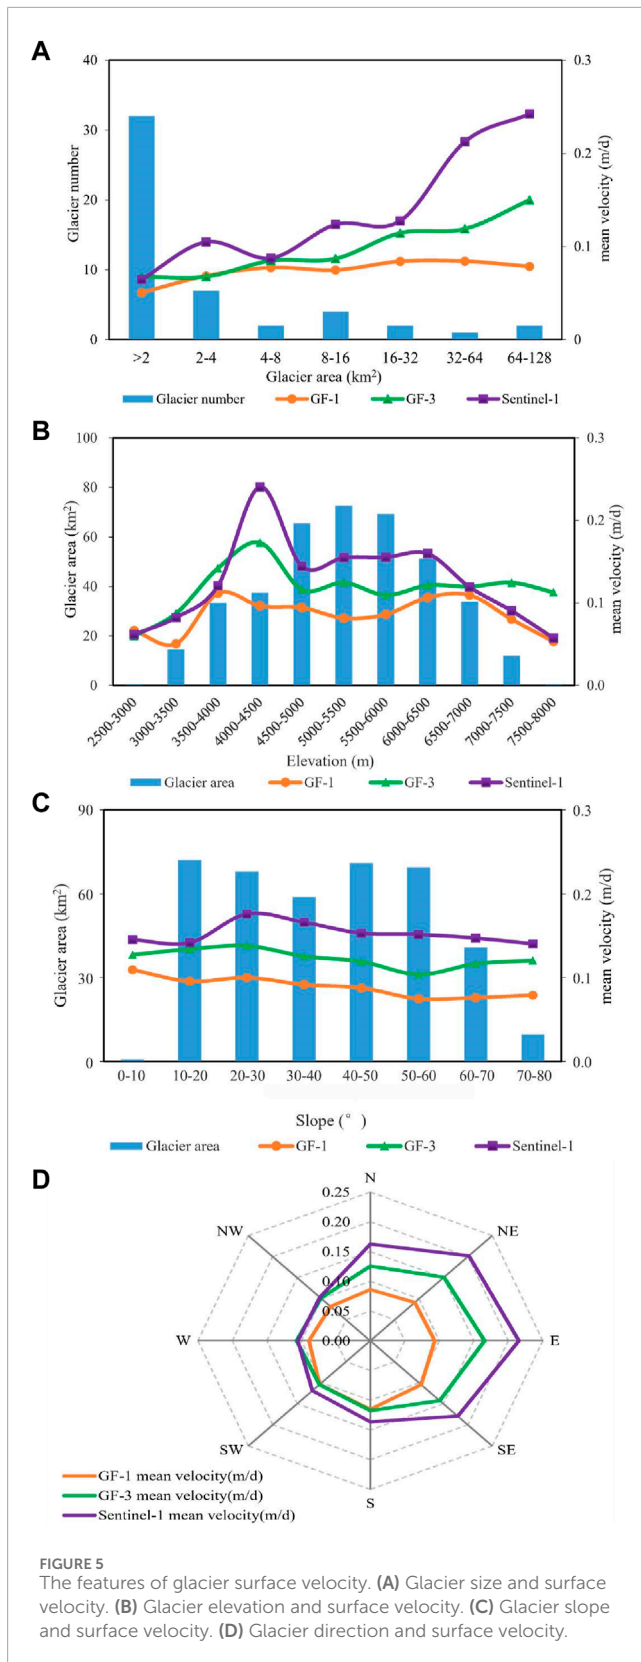 A
40
30
20
10
0
Glacier number
0.3
0.2
0.1
0
mean velocity (m/d)
>2 2-4 4-8 8-16 16-32 32-64 64-128
Glacier area (km²)
Glacier number GF-1 GF-3 Sentinel-1
B
100
80
60
40
20
0
Glacier area (km²)
0.3
0.2
0.1
0.0
mean velocity (m/d)
2500-3000 3000-3500 3500-4000 4000-4500 4500-5000 5000-5500 5500-6000 6000-6500 6500-7000 7000-7500 7500-8000
Elevation (m)
Glacier area GF-1 GF-3 Sentinel-1
C
90
60
30
0
Glacier area (km²)
0.3
0.2
0.1
0.0
mean velocity (m/d)
0-10 10-20 20-30 30-40 40-50 50-60 60-70 70-80
Slope (°)
Glacier area GF-1 GF-3 Sentinel-1
D
N
0.25
0.20
0.15
0.10
0.05
0.00
NW
NE
W
E
SW
SE
S
GF-1 mean velocity(m/d)
GF-3 mean velocity(m/d)
Sentinel-1 mean velocity(m/d)
FIGURE 5
The features of glacier surface velocity. (A) Glacier size and surface
velocity. (B) Glacier elevation and surface velocity. (C) Glacier slope
and surface velocity. (D) Glacier direction and surface velocity.